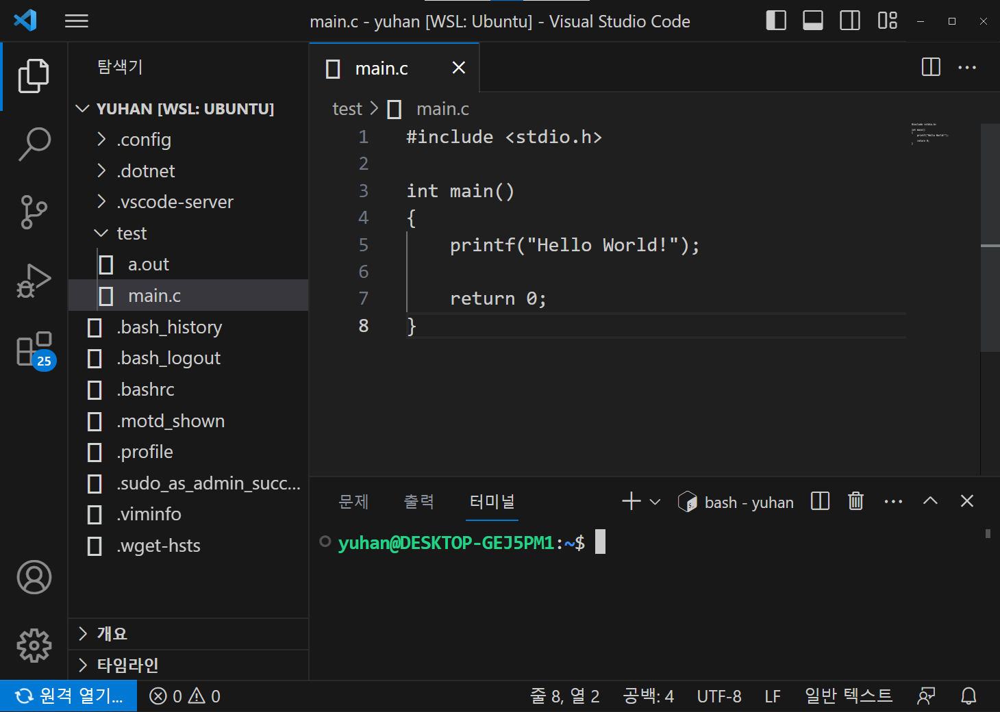 main.c - yuhan [WSL: Ubuntu] - Visual Studio Code
탐색기
YUHAN [WSL: UBUNTU]
.config
.dotnet
.vscode-server
test
a.out
main.c
.bash_history
.bash_logout
.bashrc
.motd_shown
.profile
.sudo_as_admin_succ...
.viminfo
.wget-hsts
개요
타임라인
25
main.c
test > main.c
1 #include <stdio.h>
2
3 int main()
4 {
5 printf("Hello World!");
6
7 return 0;
8 }
문제 출력 터미널 bash - yuhan
yuhan@DESKTOP-GEJ5PM1:~$
원격 열기... 0 0 줄 8, 열 2 공백: 4 UTF-8 LF 일반 텍스트